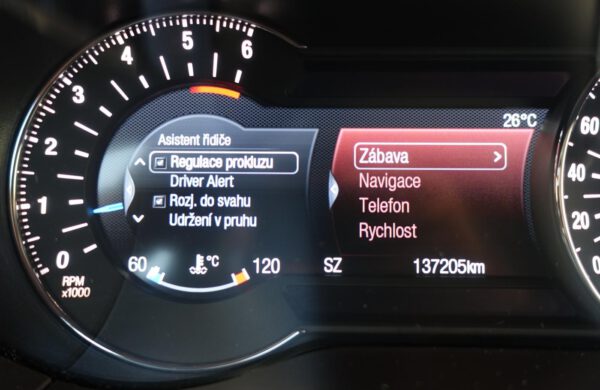 6
5
4
3
2
1
0
RPM
x1000
26°C
Asistent řidiče
Regulace prokluzu
Driver Alert
Rozj. do svahu
Udržení v pruhu
60 °C 120
Zábava >
Navigace
Telefon
Rychlost
SZ 137205km
60
40
20
0